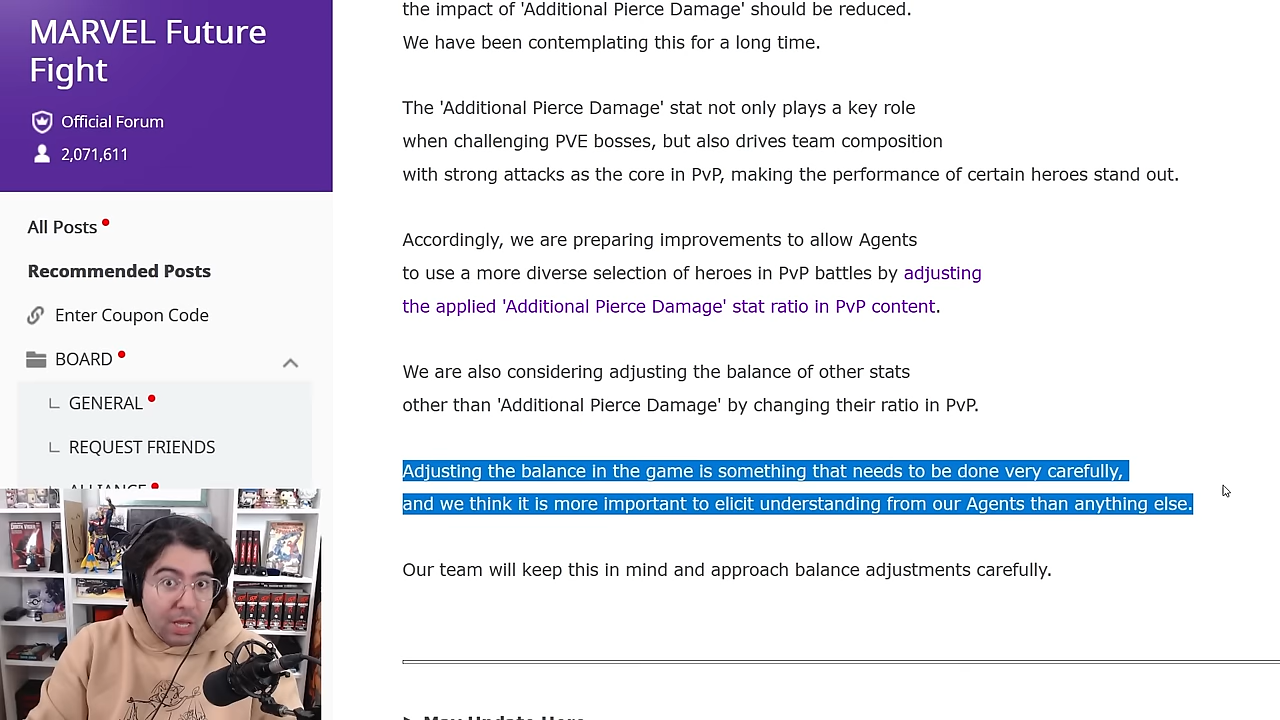 MARVEL Future
Fight
Official Forum
2,071,611
All Posts
Recommended Posts
Enter Coupon Code
BOARD
GENERAL
REQUEST FRIENDS
ALLIANCE
the impact of 'Additional Pierce Damage' should be reduced.
We have been contemplating this for a long time.
The 'Additional Pierce Damage' stat not only plays a key role
when challenging PVE bosses, but also drives team composition
with strong attacks as the core in PvP, making the performance of certain heroes stand out.
Accordingly, we are preparing improvements to allow Agents
to use a more diverse selection of heroes in PvP battles by adjusting
the applied 'Additional Pierce Damage' stat ratio in PvP content.
We are also considering adjusting the balance of other stats
other than 'Additional Pierce Damage' by changing their ratio in PvP.
Adjusting the balance in the game is something that needs to be done very carefully,
and we think it is more important to elicit understanding from our Agents than anything else.
Our team will keep this in mind and approach balance adjustments carefully.
May Update Hero